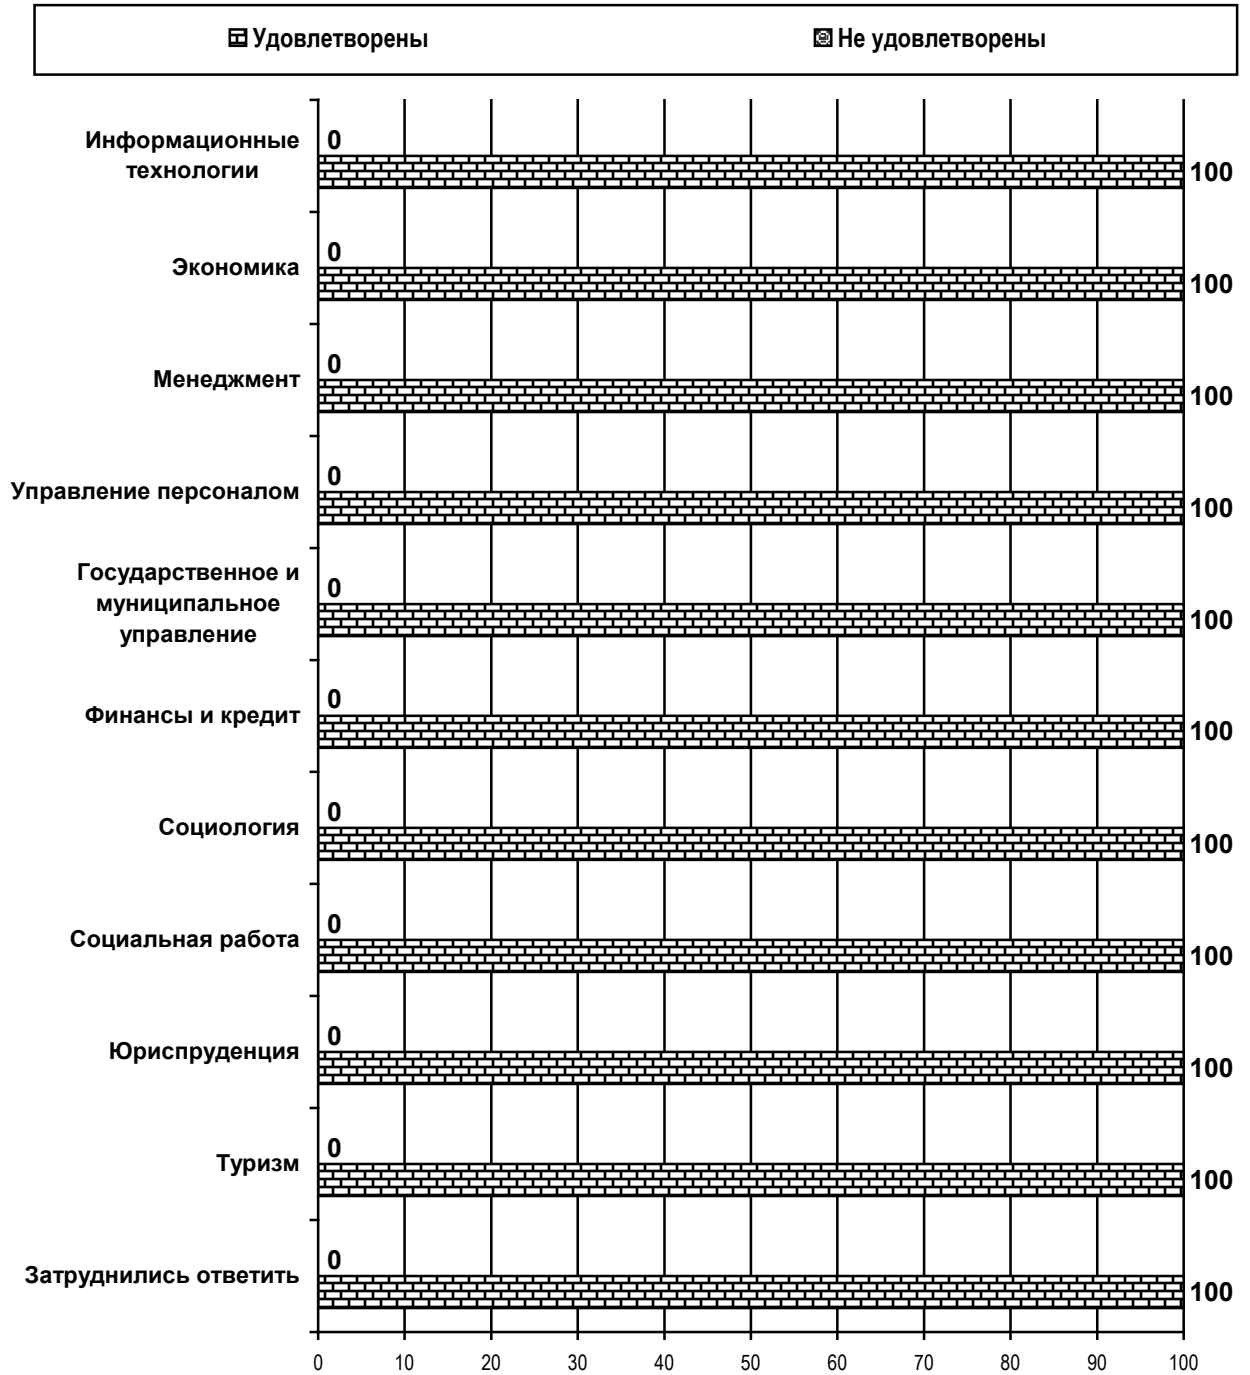 Удовлетворены Не удовлетворены
Информационные
технологии
0
100
Экономика
0
100
Менеджмент
0
100
Управление персоналом
0
100
Государственное и
муниципальное
управление
0
100
Финансы и кредит
0
100
Социология
0
100
Социальная работа
0
100
Юриспруденция
0
100
Туризм
0
100
Затруднились ответить
0
100
0 10 20 30 40 50 60 70 80 90 100